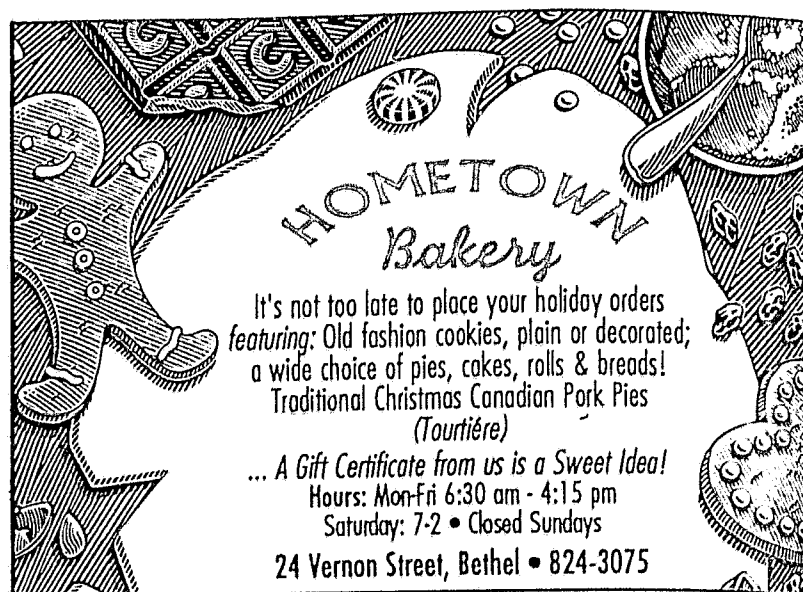 HOMETOWN
Bakery
It's not too late to place your holiday orders
featuring: Old fashion cookies, plain or decorated;
a wide choice of pies, cakes, rolls & breads!
Traditional Christmas Canadian Pork Pies
(Tourtiére)
... A Gift Certificate from us is a Sweet Idea!
Hours: Mon-Fri 6:30 am - 4:15 pm
Saturday: 7-2 • Closed Sundays
24 Vernon Street, Bethel • 824-3075